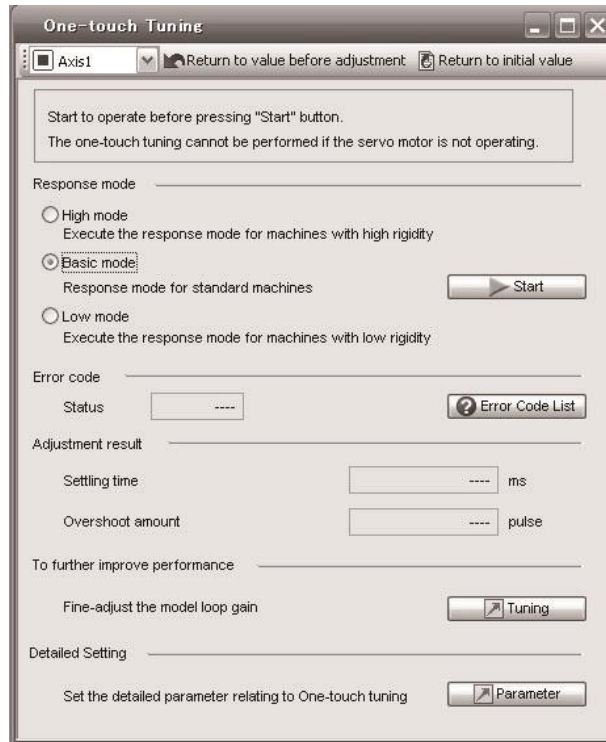 One-touch Tuning
Axis1 Return to value before adjustment Return to initial value
Start to operate before pressing "Start" button.
The one-touch tuning cannot be performed if the servo motor is not operating.
Response mode
High mode
Execute the response mode for machines with high rigidity
Basic mode
Response mode for standard machines
Start
Low mode
Execute the response mode for machines with low rigidity
Error code
Status ---- Error Code List
Adjustment result
Settling time ---- ms
Overshoot amount ---- pulse
To further improve performance
Fine-adjust the model loop gain Tuning
Detailed Setting
Set the detailed parameter relating to One-touch tuning Parameter